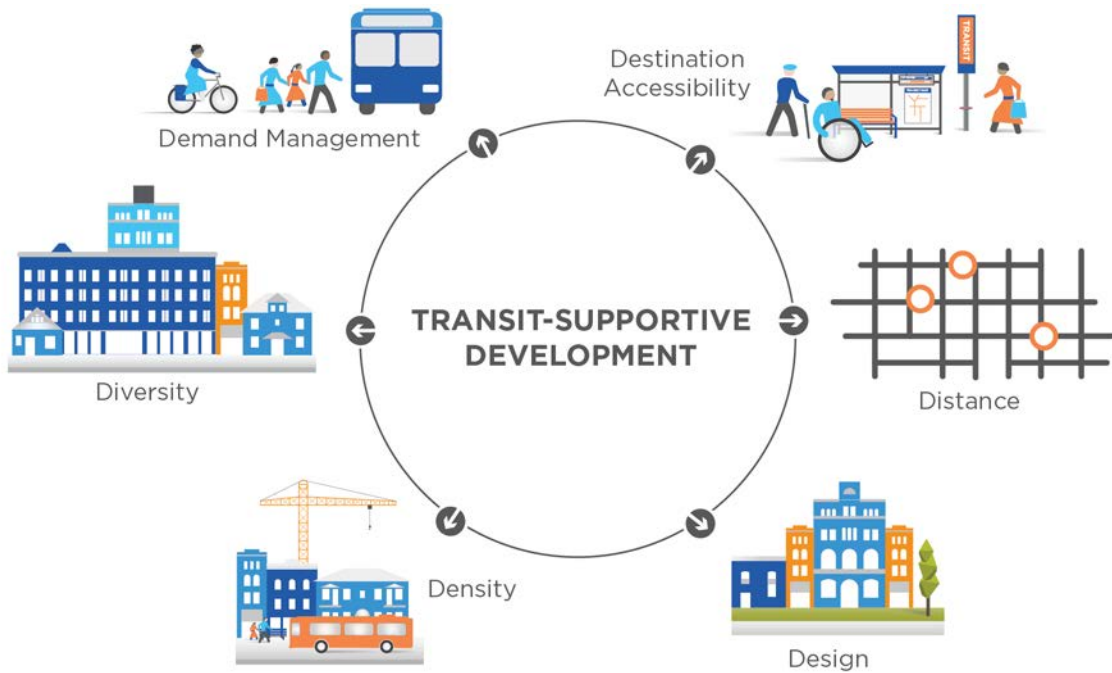 Demand Management
Destination
Accessibility
TRANSIT
TRANSIT-SUPPORTIVE
DEVELOPMENT
Diversity
Distance
Density
Design